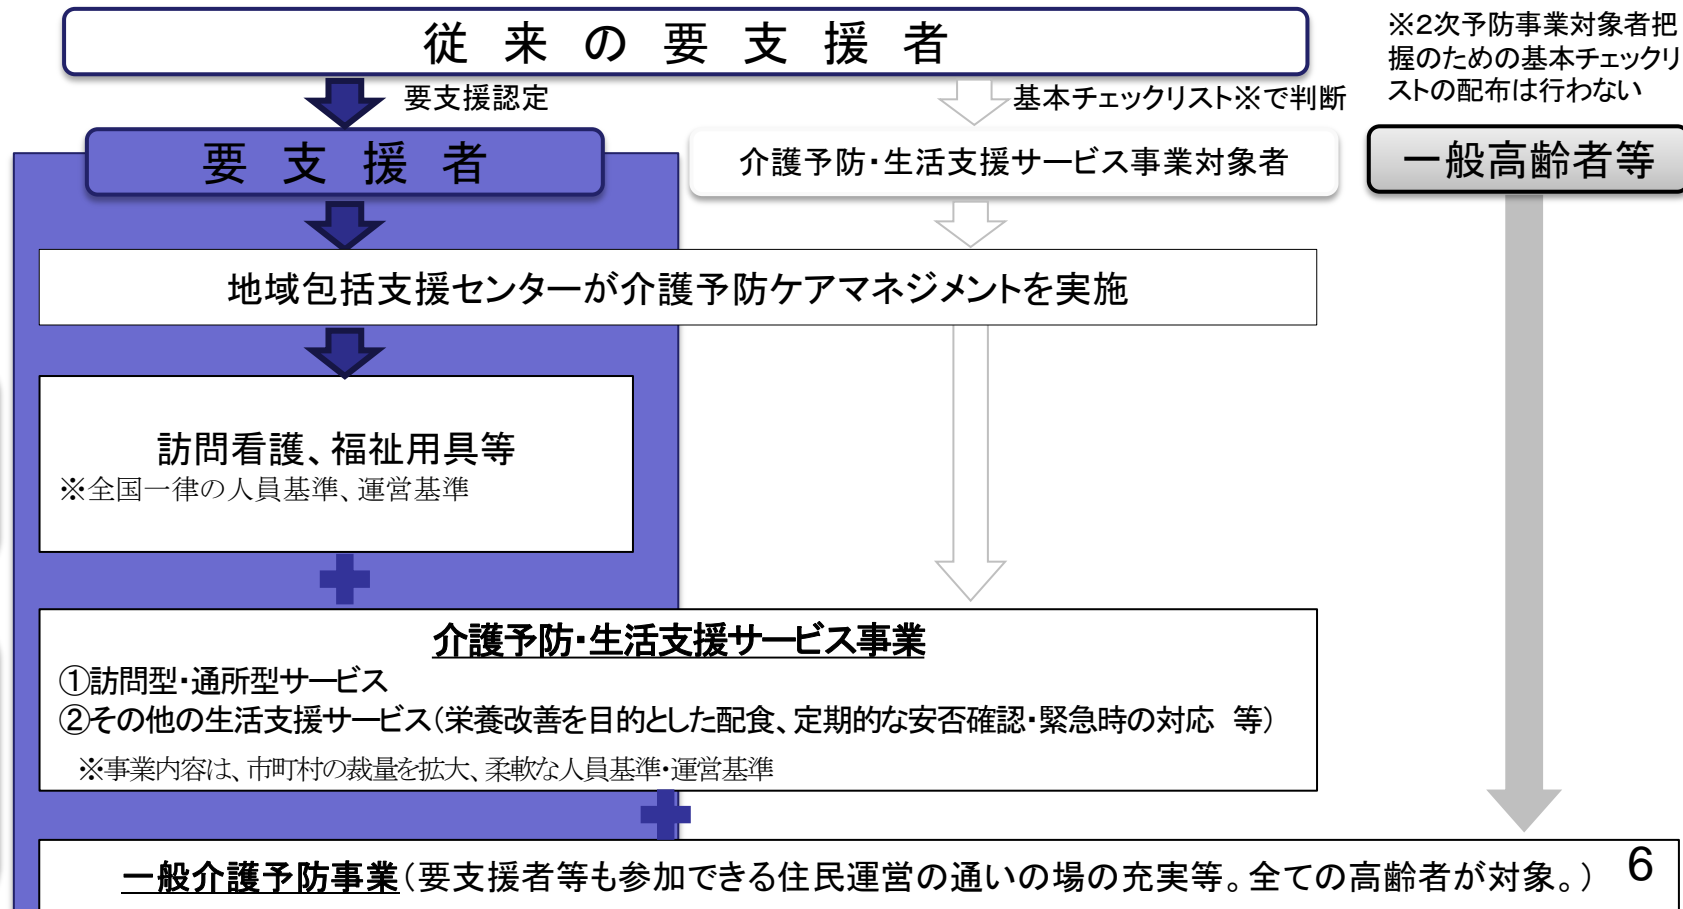 従来の要支援者
※2次予防事業対象者把
握のための基本チェックリ
ストの配布は行わない
要支援認定
基本チェックリスト※で判断
要支援者
介護予防・生活支援サービス事業対象者
一般高齢者等
地域包括支援センターが介護予防ケアマネジメントを実施
訪問看護、福祉用具等
※全国一律の人員基準、運営基準
介護予防・生活支援サービス事業
①訪問型・通所型サービス
②その他の生活支援サービス（栄養改善を目的とした配食、定期的な安否確認・緊急時の対応　等）
※事業内容は、市町村の裁量を拡大、柔軟な人員基準・運営基準
一般介護予防事業（要支援者等も参加できる住民運営の通いの場の充実等。全ての高齢者が対象。）
6